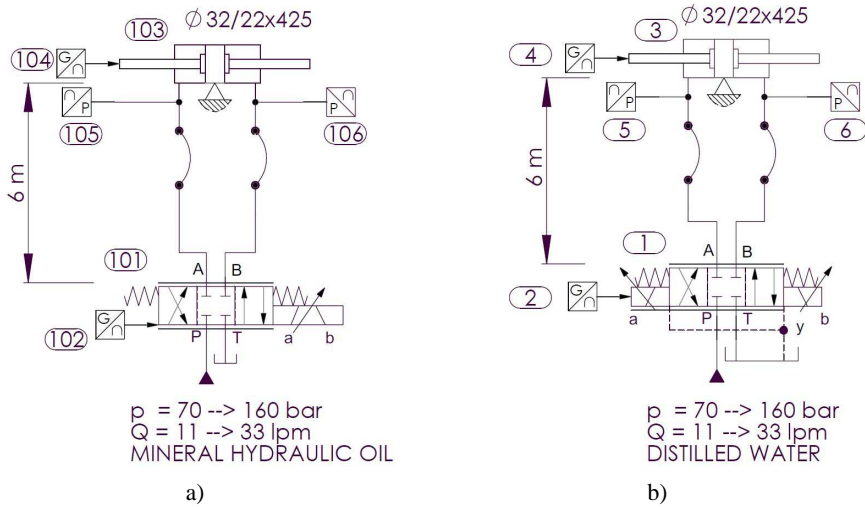 Ø 32/22x425
103
104
G
P
105
P
106
6 m
101
A B
G
102
P T
a b
p = 70 --> 160 bar
Q = 11 --> 33 lpm
MINERAL HYDRAULIC OIL
a)
Ø 32/22x425
3
4
G
P
5
P
6
6 m
1
A B
2
G
a
P T
b
y
p = 70 --> 160 bar
Q = 11 --> 33 lpm
DISTILLED WATER
b)